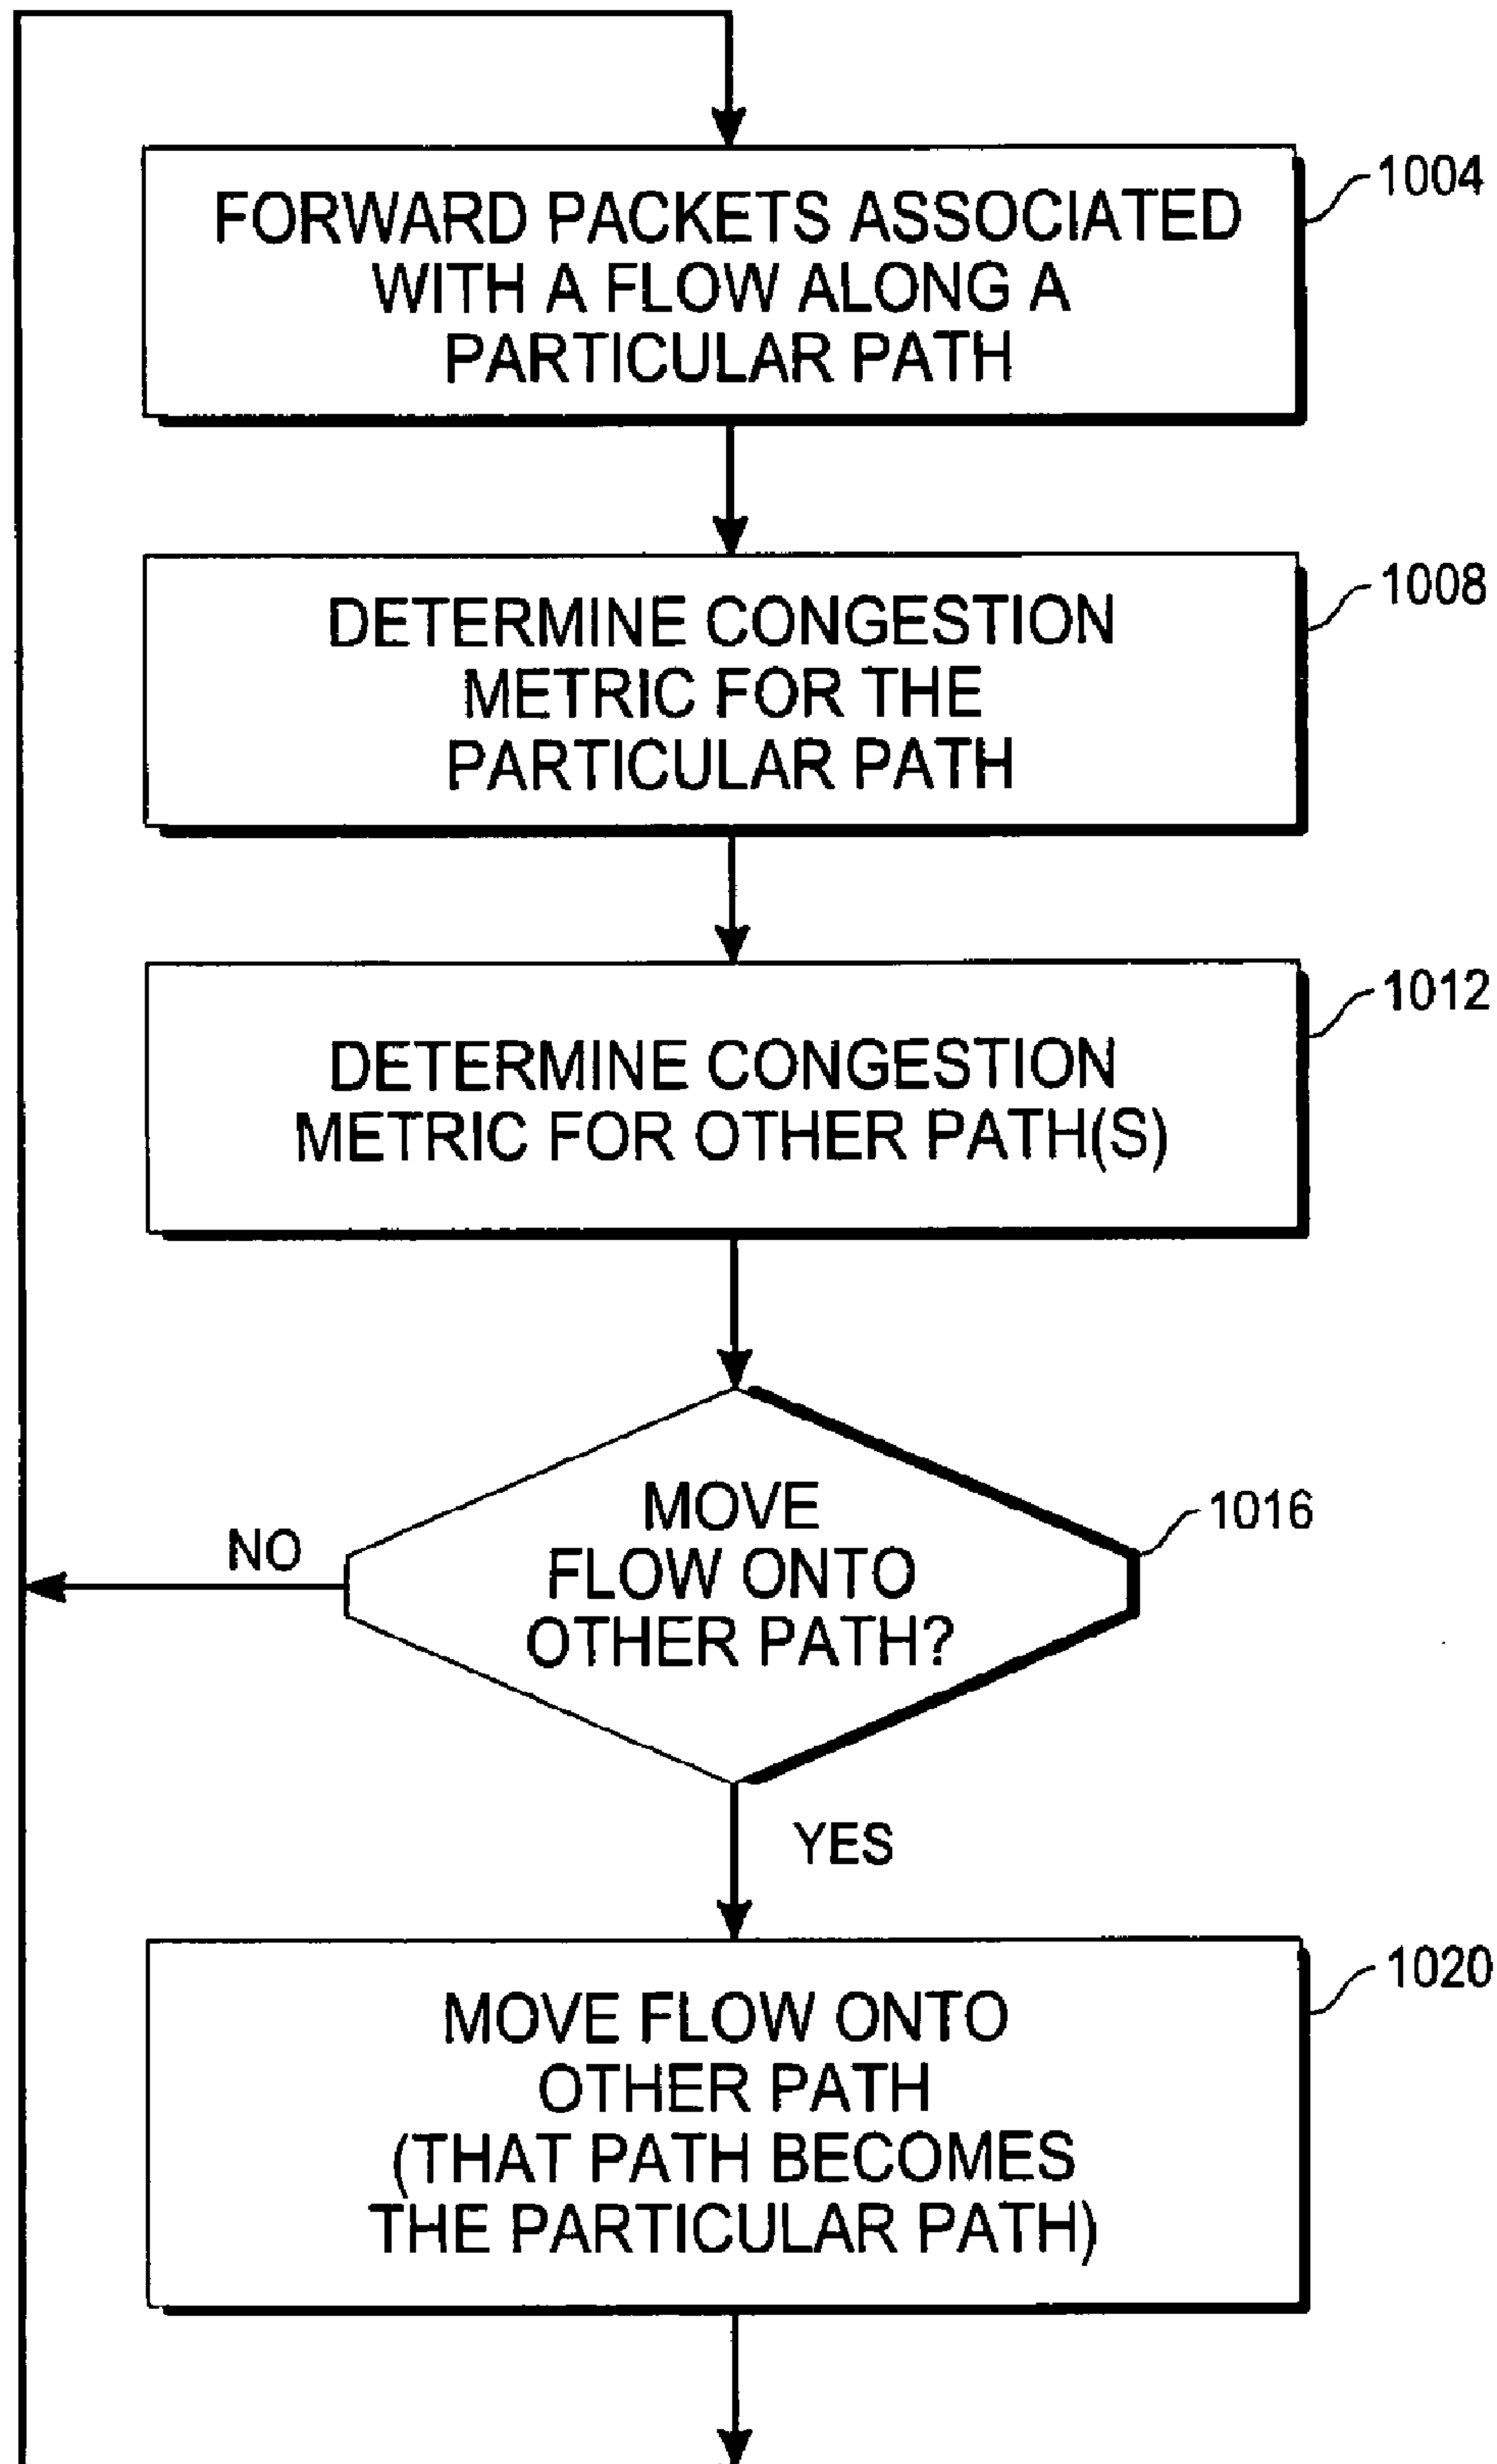 FORWARD PACKETS ASSOCIATED
WITH A FLOW ALONG A
PARTICULAR PATH
1004
DETERMINE CONGESTION
METRIC FOR THE
PARTICULAR PATH
1008
DETERMINE CONGESTION
METRIC FOR OTHER PATH(S)
1012
MOVE
FLOW ONTO
OTHER PATH?
1016
NO
YES
MOVE FLOW ONTO
OTHER PATH
(THAT PATH BECOMES
THE PARTICULAR PATH)
1020